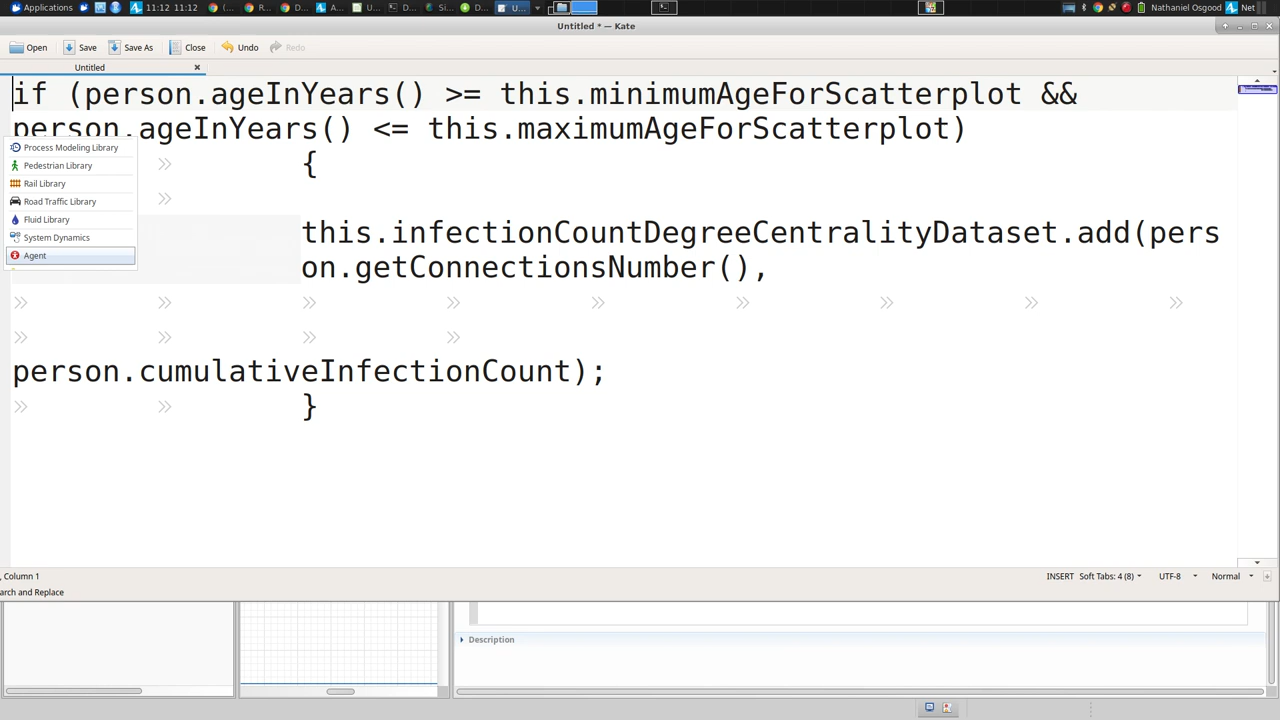 Applications
11:12
11:12
(...
R...
D...
A...
U...
D...
Si...
D...
U...
Nathaniel Osgood
Net
Untitled * — Kate
Open
Save
Save As
Close
Undo
Redo
Untitled
if (person.ageInYears() >= this.minimumAgeForScatterplot &&
person.ageInYears() <= this.maximumAgeForScatterplot)
{
this.infectionCountDegreeCentralityDataset.add(pers
on.getConnectionsNumber(),
person.cumulativeInfectionCount);
}
Process Modeling Library
Pedestrian Library
Rail Library
Road Traffic Library
Fluid Library
System Dynamics
Agent
, Column 1
INSERT
Soft Tabs: 4 (8)
UTF-8
Normal
arch and Replace
Description